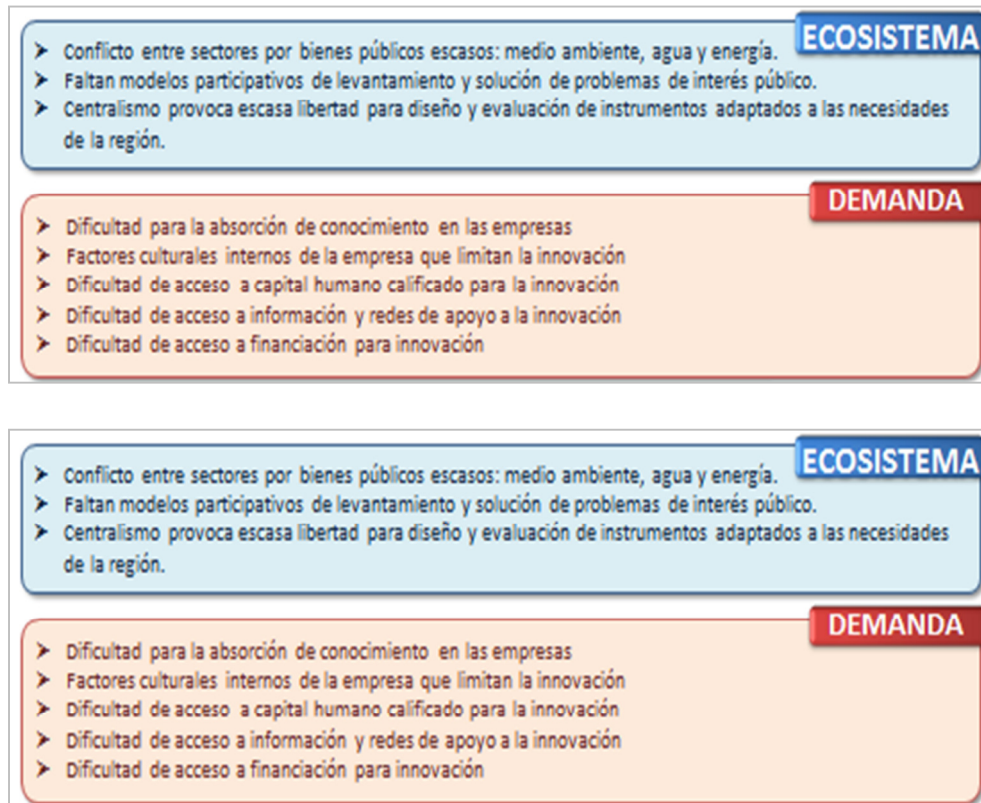 ECOSISTEMA
➤ Conflicto entre sectores por bienes públicos escasos: medio ambiente, agua y energía.
➤ Faltan modelos participativos de levantamiento y solución de problemas de interés público.
➤ Centralismo provoca escasa libertad para diseño y evaluación de instrumentos adaptados a las necesidades
de la región.
DEMANDA
➤ Dificultad para la absorción de conocimiento en las empresas
➤ Factores culturales internos de la empresa que limitan la innovación
➤ Dificultad de acceso a capital humano calificado para la innovación
➤ Dificultad de acceso a información y redes de apoyo a la innovación
➤ Dificultad de acceso a financiación para innovación
ECOSISTEMA
➤ Conflicto entre sectores por bienes públicos escasos: medio ambiente, agua y energía.
➤ Faltan modelos participativos de levantamiento y solución de problemas de interés público.
➤ Centralismo provoca escasa libertad para diseño y evaluación de instrumentos adaptados a las necesidades
de la región.
DEMANDA
➤ Dificultad para la absorción de conocimiento en las empresas
➤ Factores culturales internos de la empresa que limitan la innovación
➤ Dificultad de acceso a capital humano calificado para la innovación
➤ Dificultad de acceso a información y redes de apoyo a la innovación
➤ Dificultad de acceso a financiación para innovación